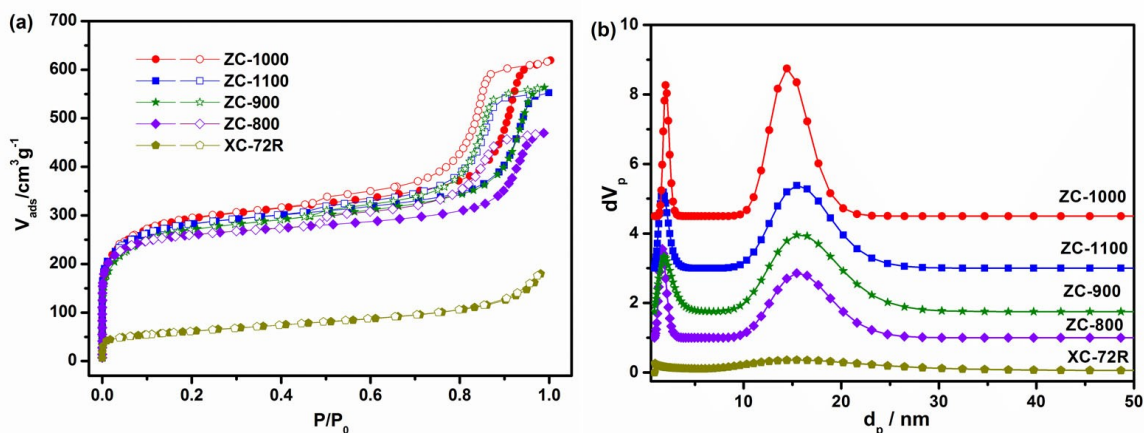 (a)
700
600
500
400
300
200
100
0
V_ads/cm³g⁻¹
ZC-1000
ZC-1100
ZC-900
ZC-800
XC-72R
0.0 0.2 0.4 0.6 0.8 1.0
P/P₀
(b)
10
8
6
4
2
0
dV_p
ZC-1000
ZC-1100
ZC-900
ZC-800
XC-72R
10 20 30 40 50
d_p / nm